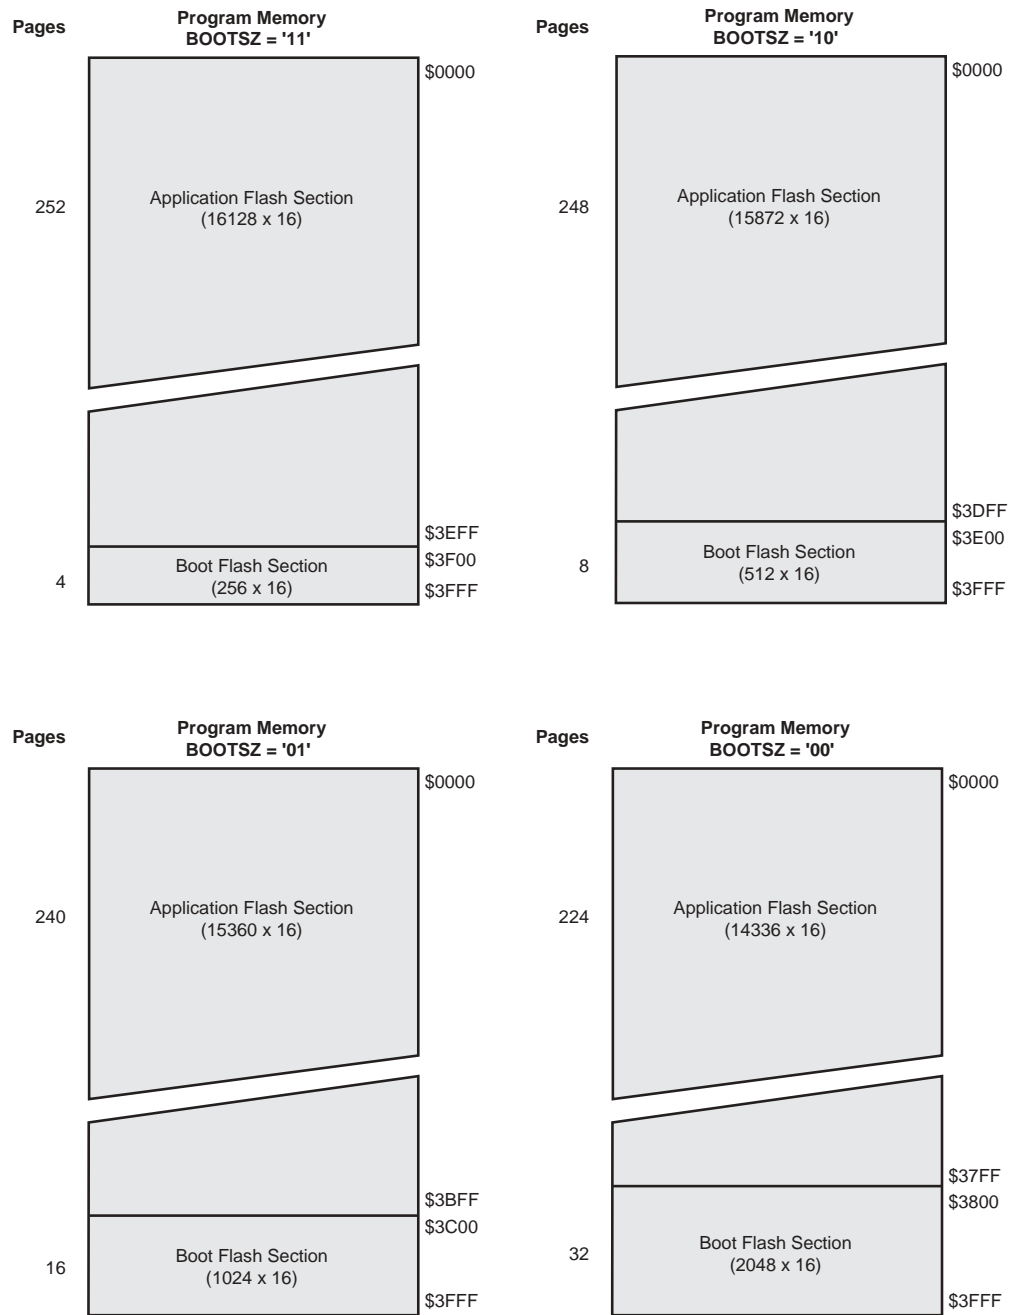 Pages
Program Memory
BOOTSZ = '11'
$0000
252
Application Flash Section
(16128 x 16)
$3EFF
$3F00
4
Boot Flash Section
(256 x 16)
$3FFF
Pages
Program Memory
BOOTSZ = '10'
$0000
248
Application Flash Section
(15872 x 16)
$3DFF
$3E00
8
Boot Flash Section
(512 x 16)
$3FFF
Pages
Program Memory
BOOTSZ = '01'
$0000
240
Application Flash Section
(15360 x 16)
$3BFF
$3C00
16
Boot Flash Section
(1024 x 16)
$3FFF
Pages
Program Memory
BOOTSZ = '00'
$0000
224
Application Flash Section
(14336 x 16)
$37FF
$3800
32
Boot Flash Section
(2048 x 16)
$3FFF